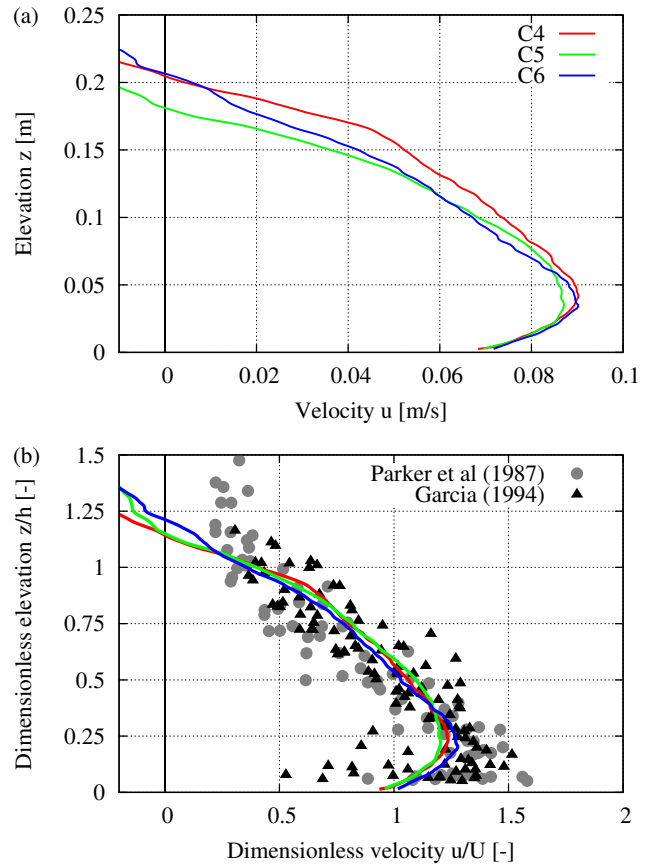 (a)
0.25
0.2
0.15
0.1
0.05
0
Elevation z [m]
C4
C5
C6
0
0.02
0.04
0.06
0.08
0.1
Velocity u [m/s]
(b)
1.5
1.25
1
0.75
0.5
0.25
0
Dimensionless elevation z/h [-]
Parker et al (1987)
Garcia (1994)
0
0.5
1
1.5
2
Dimensionless velocity u/U [-]